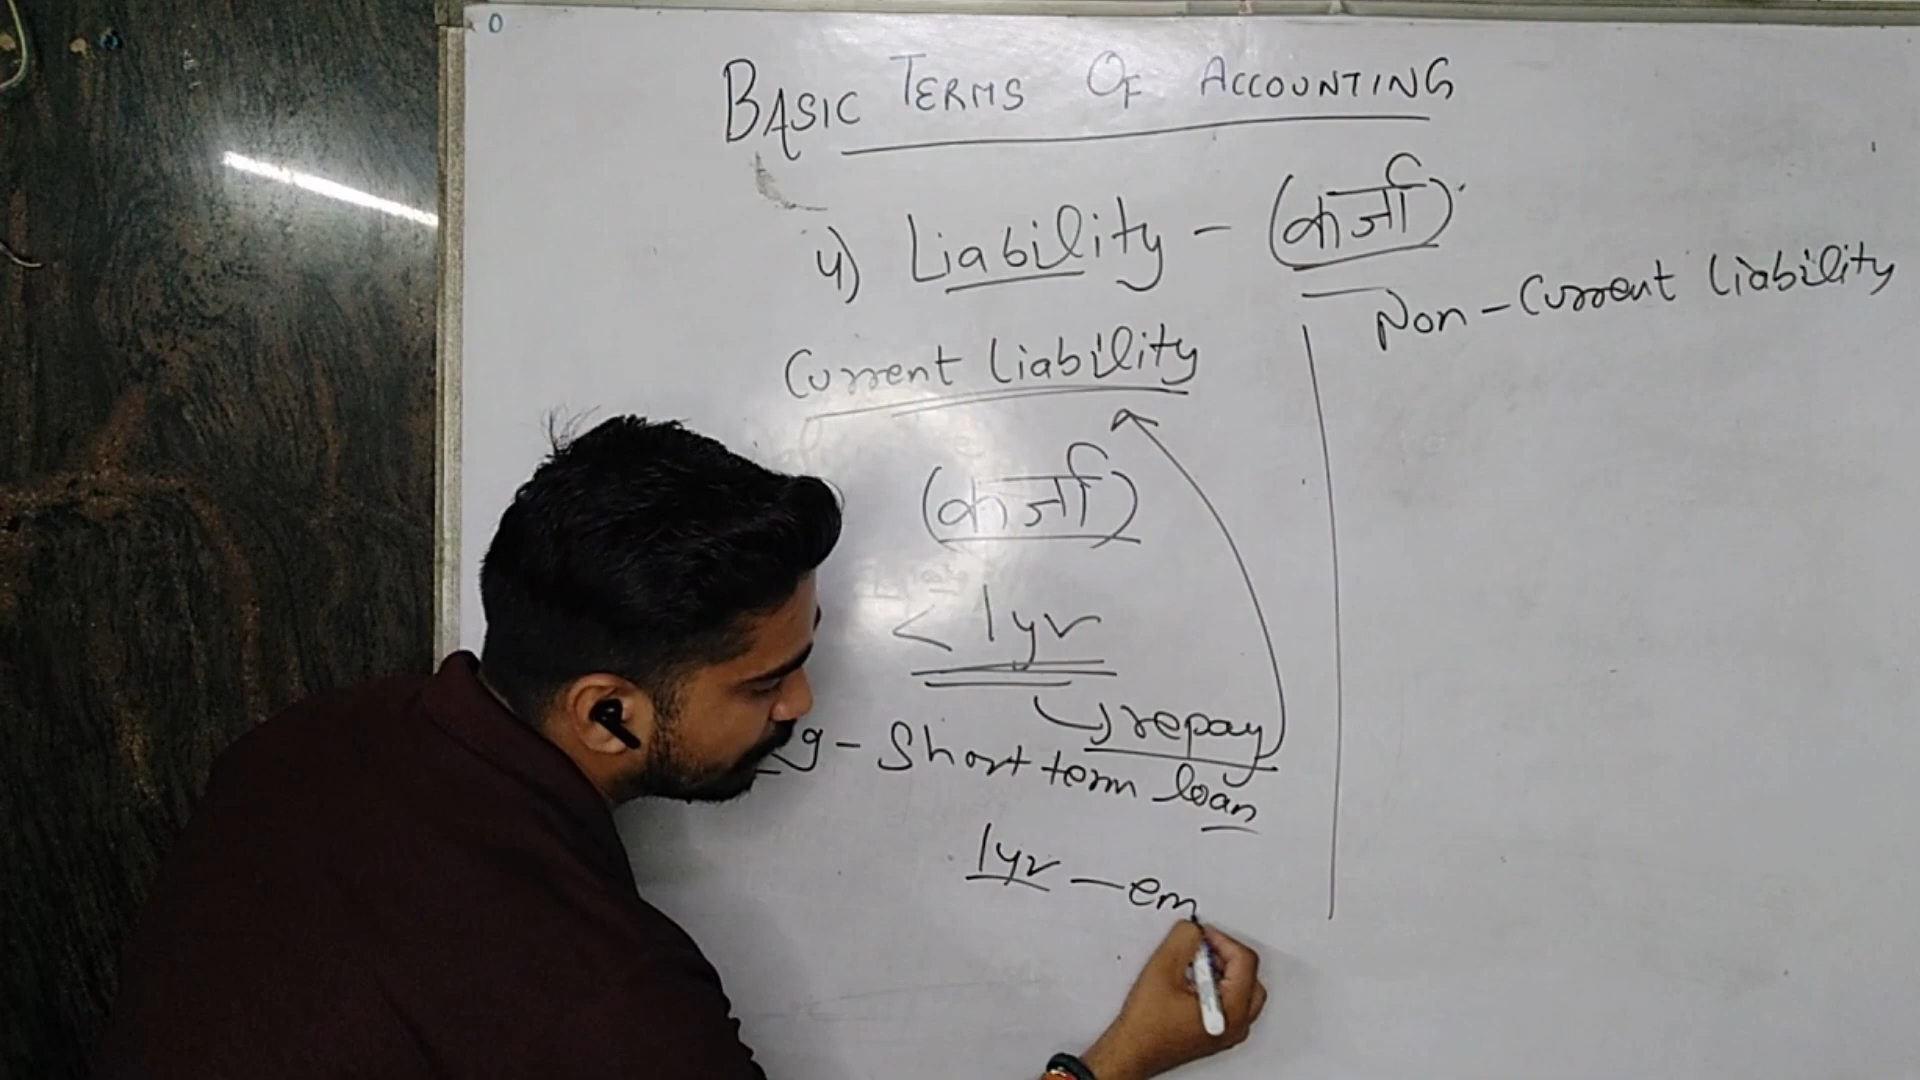 BASIC TERMS OF ACCOUNTING
4) Liability - (कर्जा)
Current Liability
Non-Current Liability
(कर्जा)
< 1yr
repay
g - Short term loan
1yr - em